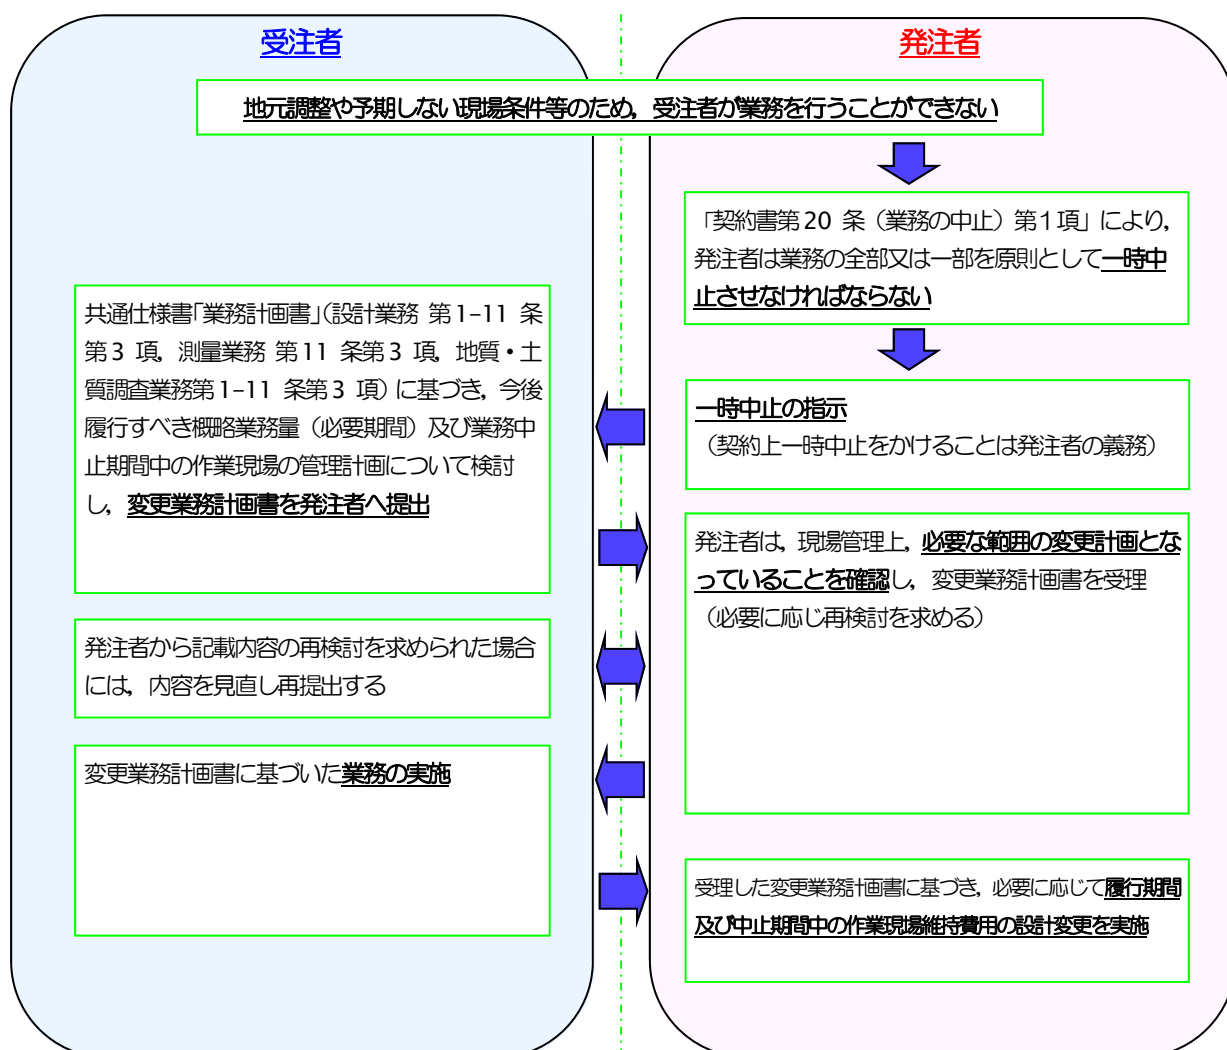 受注者
発注者
地元調整や予期しない現場条件等のため，受注者が業務を行うことができない
「契約書第20 条（業務の中止）第1項」により，
発注者は業務の全部又は一部を原則として一時中
止させなければならない
共通仕様書「業務計画書」（設計業務 第1-11 条
第3 項，測量業務 第11 条第3 項，地質・土
質調査業務第1-11 条第3 項）に基づき，今後
履行すべき概略業務量（必要期間）及び業務中
止期間中の作業現場の管理計画について検討
し，変更業務計画書を発注者へ提出
一時中止の指示
（契約上一時中止をかけることは発注者の義務）
発注者は，現場管理上，必要な範囲の変更計画とな
っていることを確認し，変更業務計画書を受理
（必要に応じ再検討を求める）
発注者から記載内容の再検討を求められた場合
には，内容を見直し再提出する
変更業務計画書に基づいた業務の実施
受理した変更業務計画書に基づき，必要に応じて履行期間
及び中止期間中の作業現場維持費用の設計変更を実施